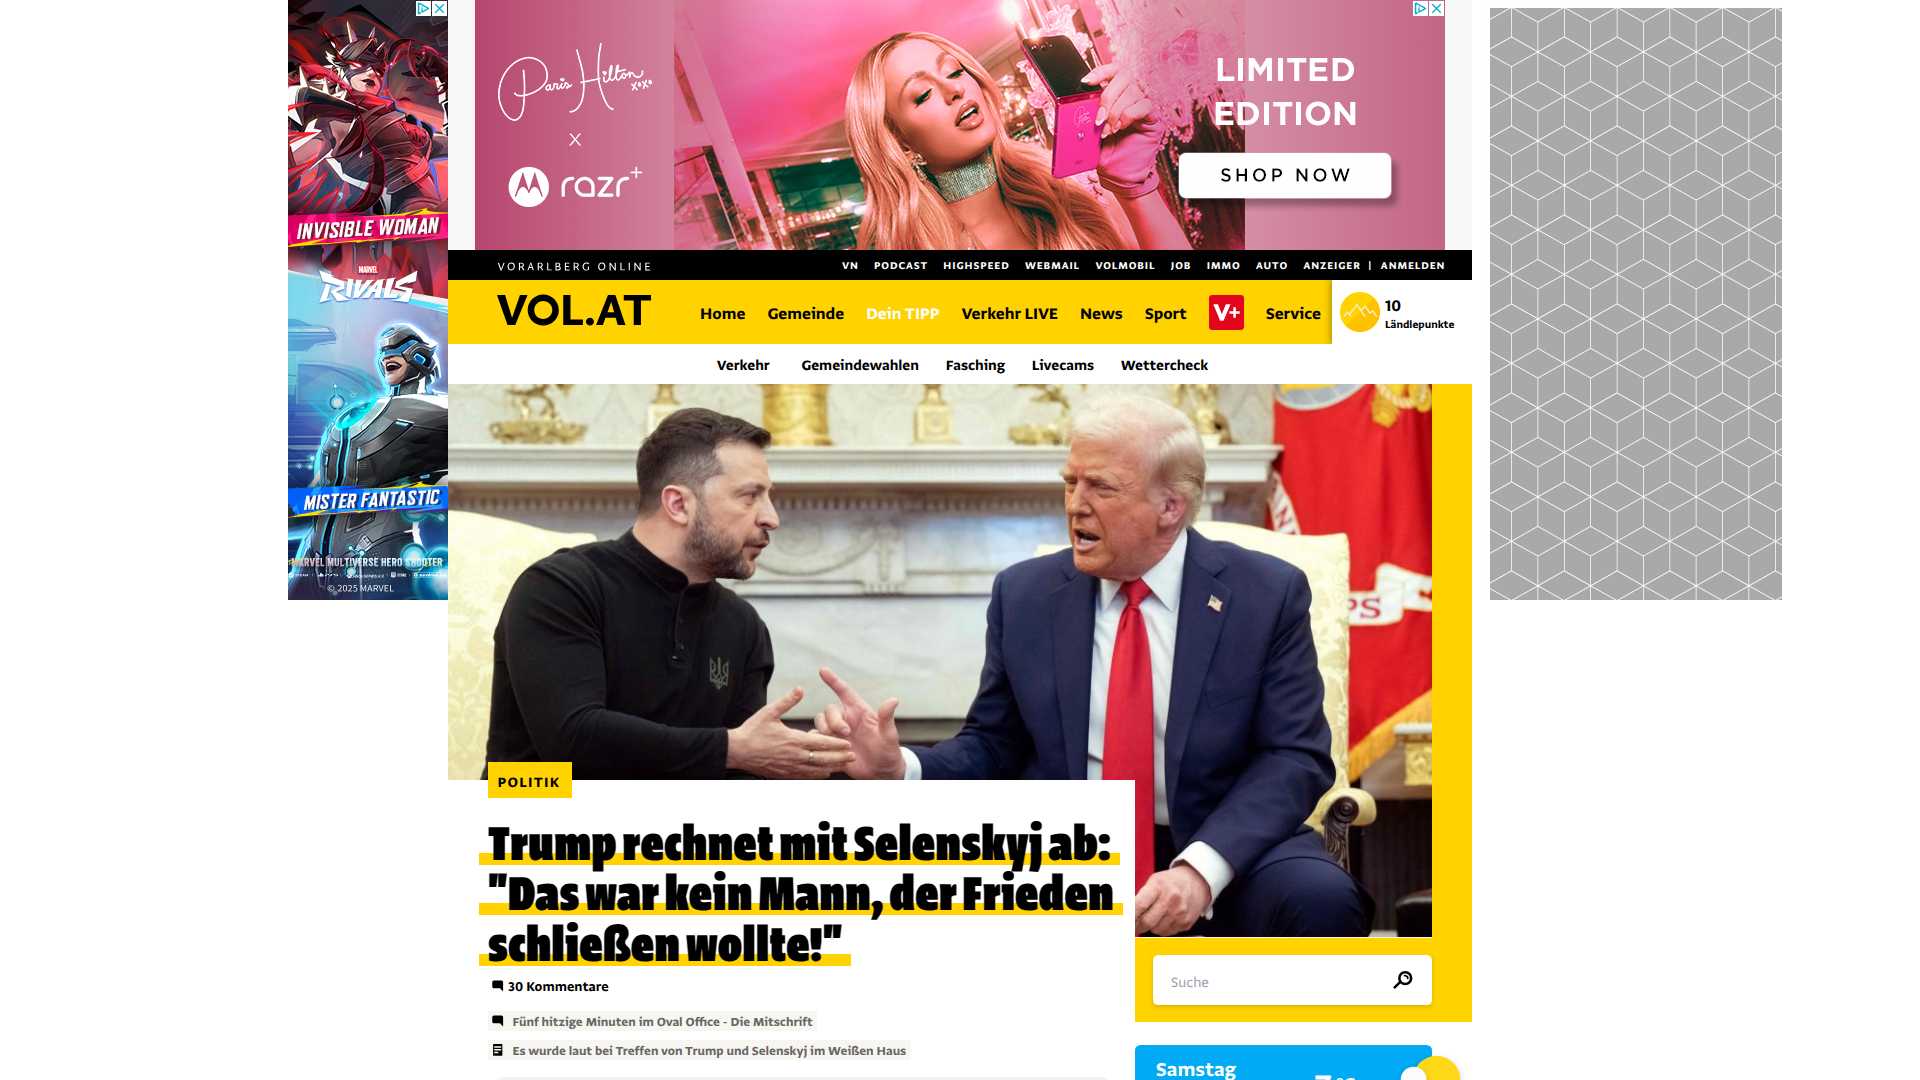 Paris Hilton
xoxo
X
razr+
LIMITED
EDITION
SHOP NOW
INVISIBLE WOMAN
MARVEL
RIVALS
MISTER FANTASTIC
MARVEL MULTIVERSE HERO SHOOTER
© 2025 MARVEL
VORARLBERG ONLINE
VN PODCAST HIGHSPEED WEBMAIL VOLMOBIL JOB IMMO AUTO ANZEIGER | ANMELDEN
VOL.AT
Home Gemeinde Dein TIPP Verkehr LIVE News Sport V+ Service
10
Ländlepunkte
Verkehr Gemeindewahlen Fasching Livecams Wettercheck
POLITIK
Trump rechnet mit Selenskyj ab:
"Das war kein Mann, der Frieden
schließen wollte!"
30 Kommentare
Fünf hitzige Minuten im Oval Office - Die Mitschrift
Es wurde laut bei Treffen von Trump und Selenskyj im Weißen Haus
Suche
Samstag